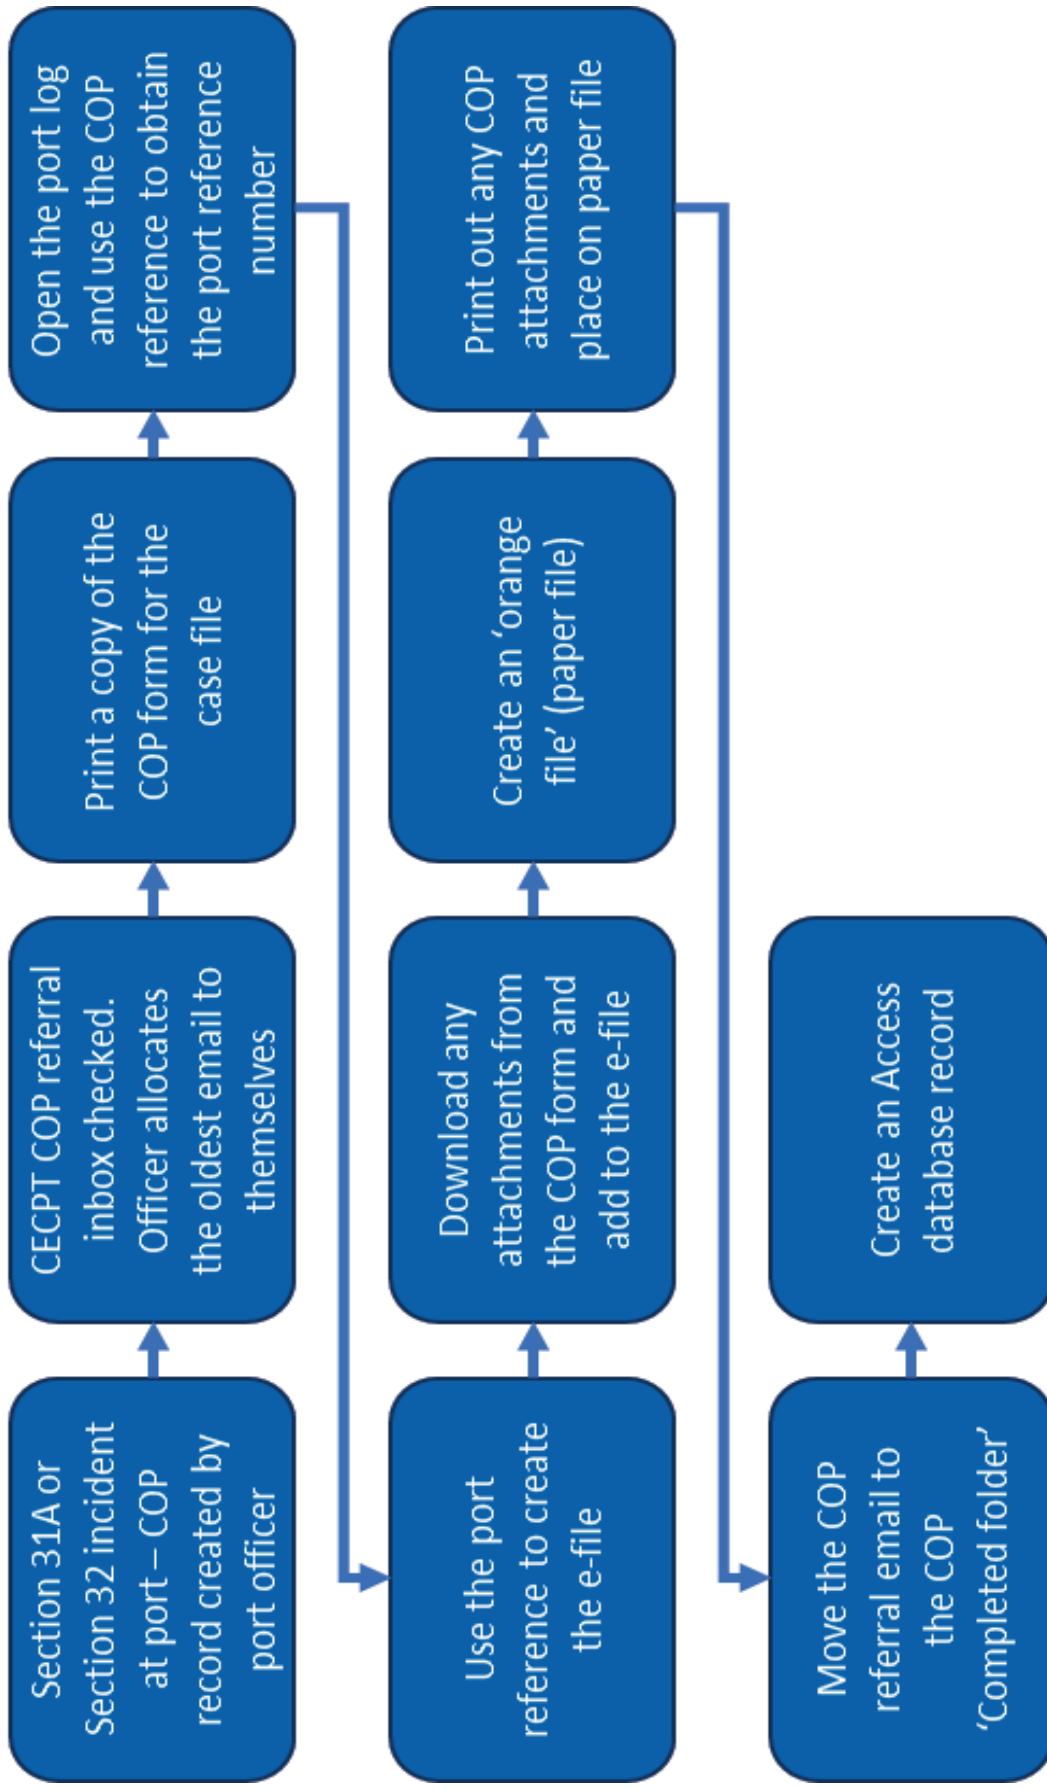 Section 31A or
Section 32 incident
at port – COP
record created by
port officer
CECPT COP referral
inbox checked.
Officer allocates
the oldest email to
themselves
Print a copy of the
COP form for the
case file
Open the port log
and use the COP
reference to obtain
the port reference
number
Use the port
reference to create
the e-file
Download any
attachments from
the COP form and
add to the e-file
Create an ‘orange
file’ (paper file)
Print out any COP
attachments and
place on paper file
Move the COP
referral email to
the COP
‘Completed folder’
Create an Access
database record